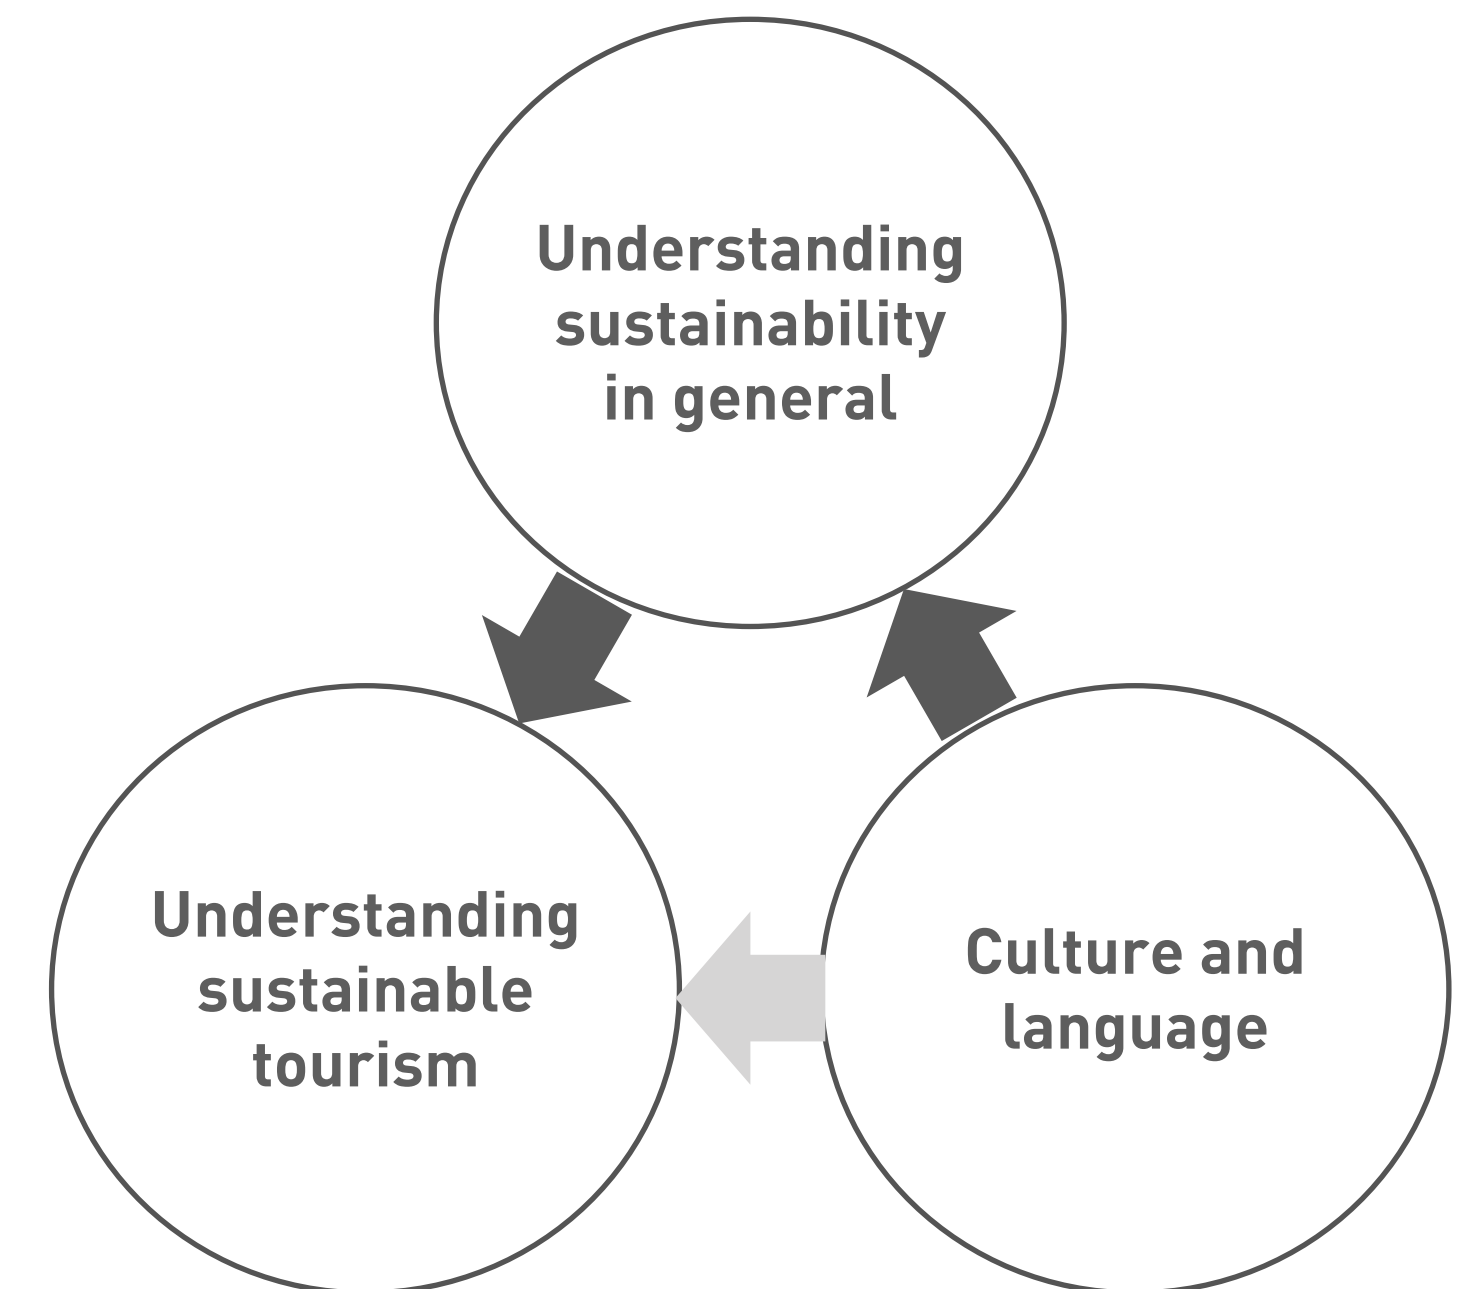 Understanding
sustainability
in general
Understanding
sustainable
tourism
Culture and
language